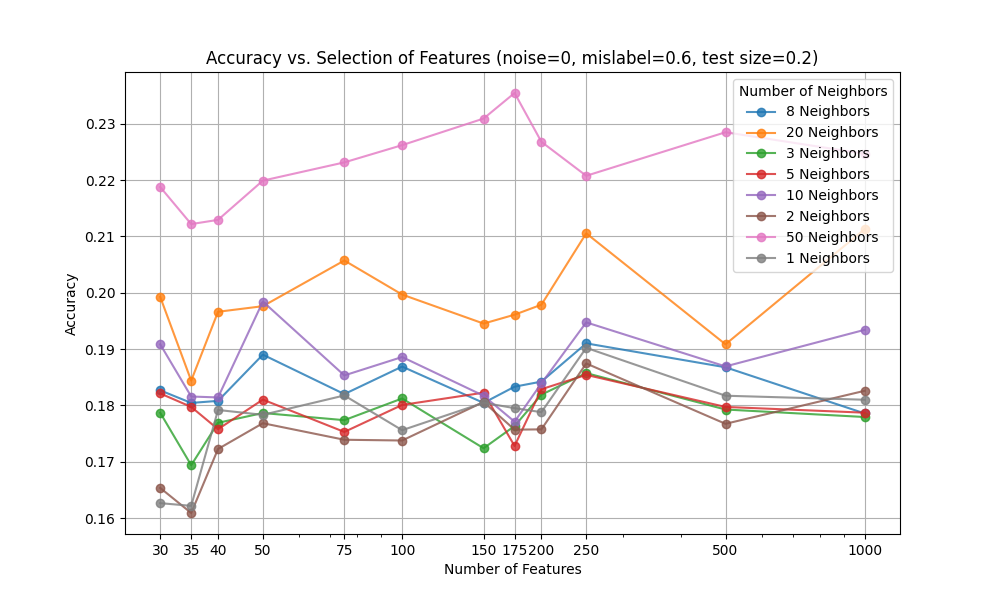 Accuracy vs. Selection of Features (noise=0, mislabel=0.6, test size=0.2)
Accuracy
0.23
0.22
0.21
0.20
0.19
0.18
0.17
0.16
Number of Neighbors
8 Neighbors
20 Neighbors
3 Neighbors
5 Neighbors
10 Neighbors
2 Neighbors
50 Neighbors
1 Neighbors
30 35 40 50 75 100 150 175 200 250 500 1000
Number of Features